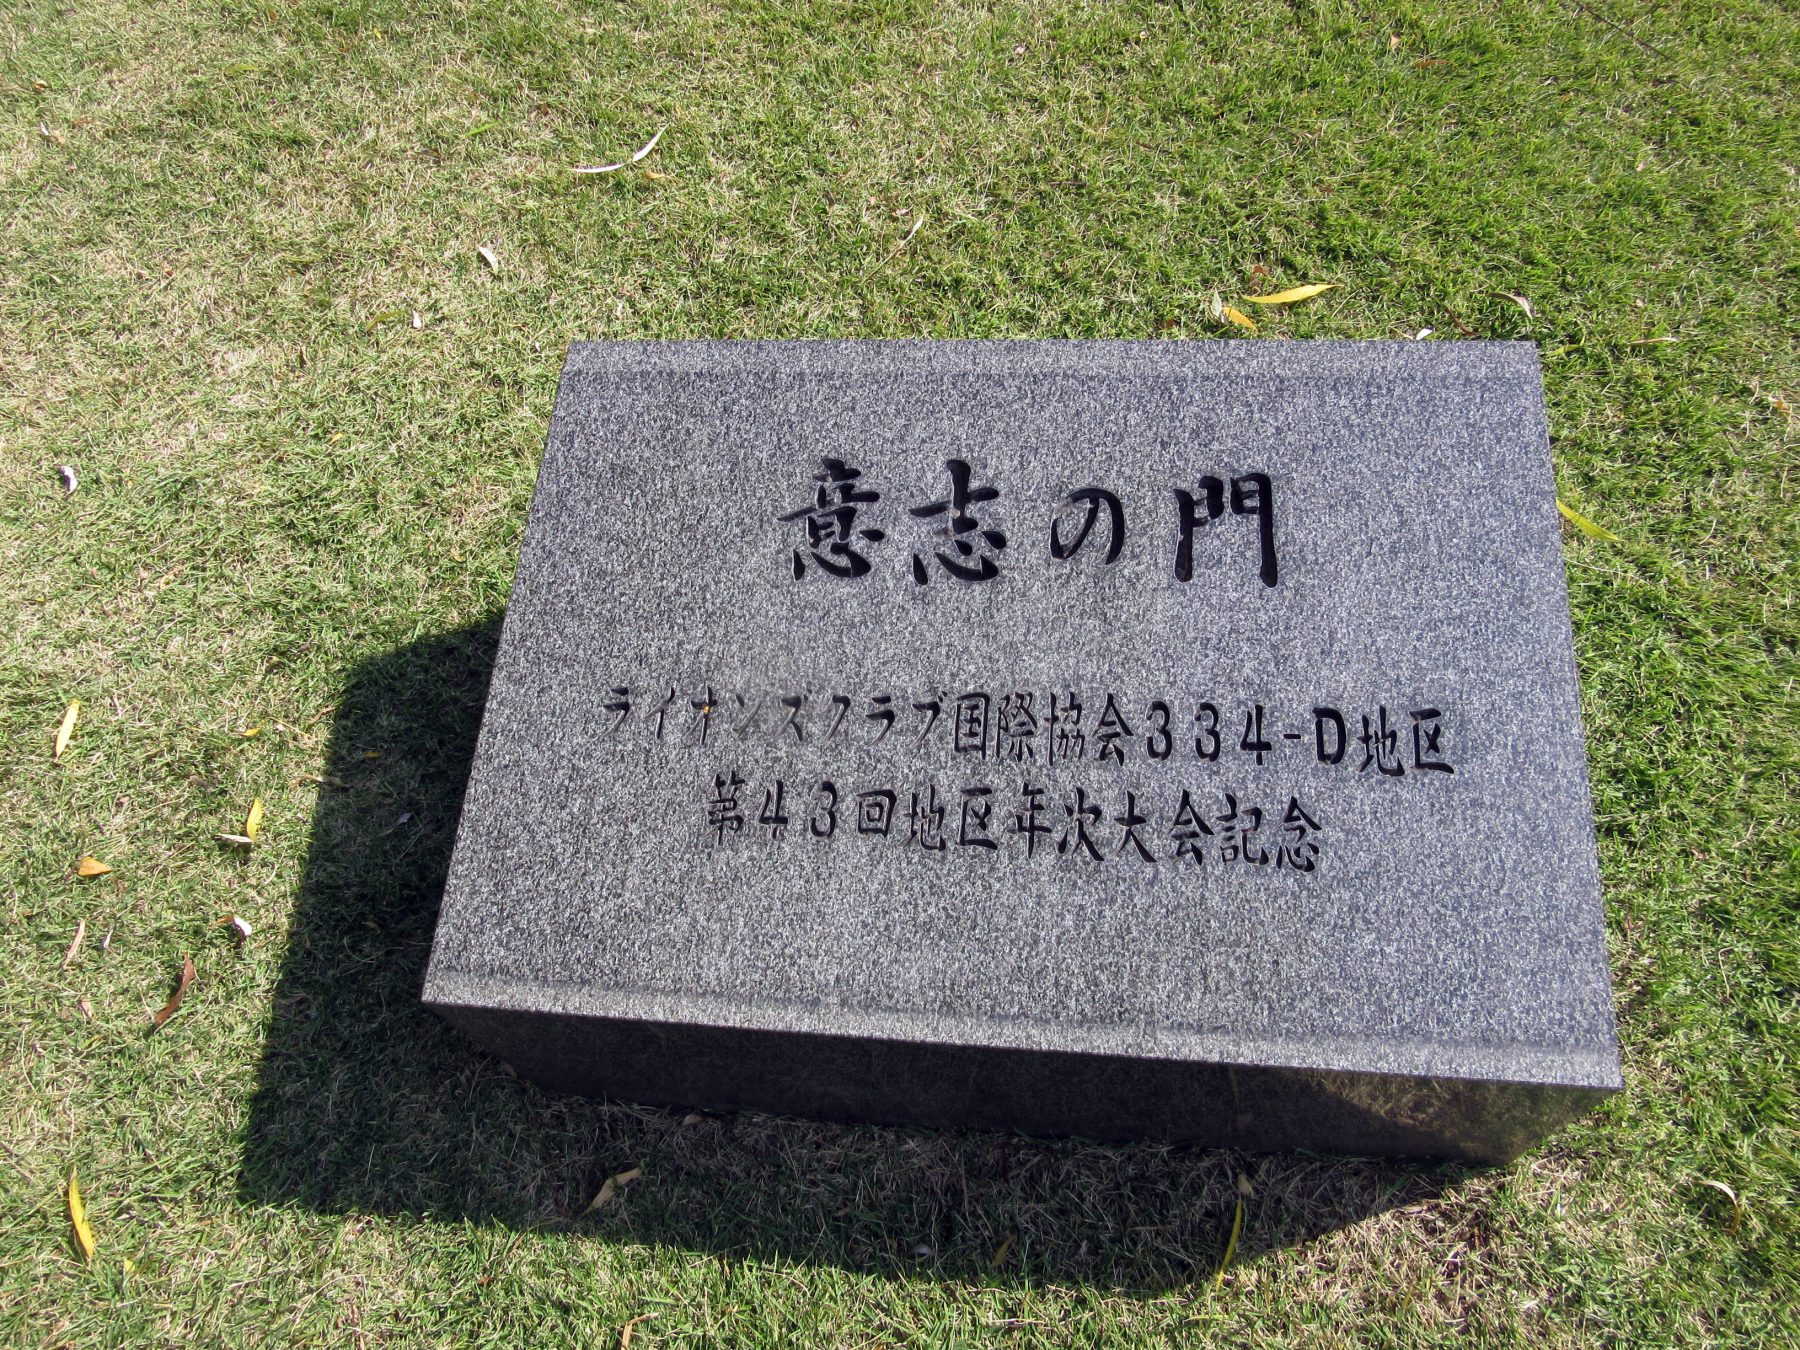 意志の門
ライオンズクラブ国際協会334-D地区
第43回地区年次大会記念